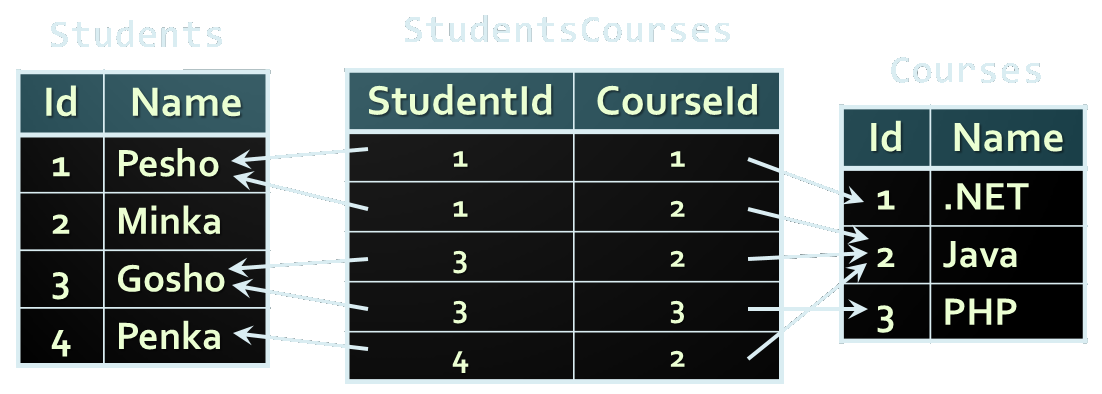 Students
Id Name
1 Pesho
2 Minka
3 Gosho
4 Penka
StudentsCourses
StudentId CourseId
1 1
1 2
3 2
3 3
4 2
Courses
Id Name
1 .NET
2 Java
3 PHP